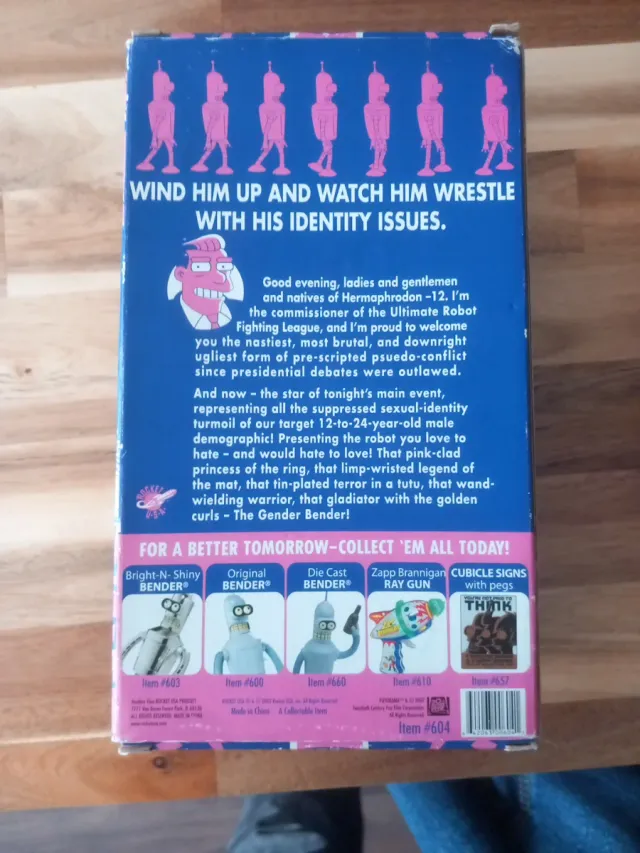 WIND HIM UP AND WATCH HIM WRESTLE
WITH HIS IDENTITY ISSUES.
Good evening, ladies and gentlemen
and natives of Hermaphrodon -12. I'm
the commissioner of the Ultimate Robot
Fighting League, and I'm proud to welcome
you the nastiest, most brutal, and downright
ugliest form of pre-scripted psuedo-conflict
since presidential debates were outlawed.
And now - the star of tonight's main event,
representing all the suppressed sexual-identity
turmoil of our target 12-to-24-year-old male
demographic! Presenting the robot you love to
hate - and would hate to love! That pink-clad
princess of the ring, that limp-wristed legend of
the mat, that tin-plated terror in a tutu, that wand-
wielding warrior, that gladiator with the golden
curls - The Gender Bender!
ROCKET
U.S.A.
FOR A BETTER TOMORROW-COLLECT 'EM ALL TODAY!
Bright-N- Shiny
BENDER®
Original
BENDER®
Die Cast
BENDER®
Zapp Brannigan
RAY GUN
CUBICLE SIGNS
with pegs
THINK
Item #603
Item #600
Item #660
Item #610
Item #657
Made in China A Collectable Item
All Rights Reserved.
FOX
Item #604